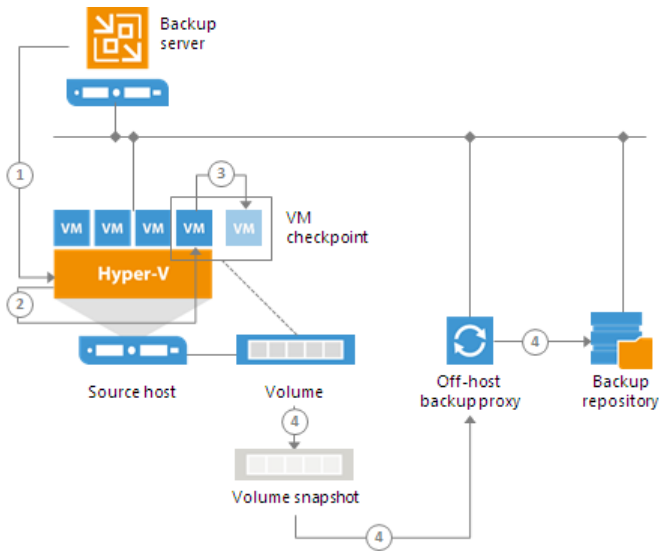 Backup
server
1
3
VM
VM
VM
VM
VM
VM
checkpoint
Hyper-V
2
4
Source host
Volume
Off-host
backup proxy
Backup
repository
4
Volume snapshot
4